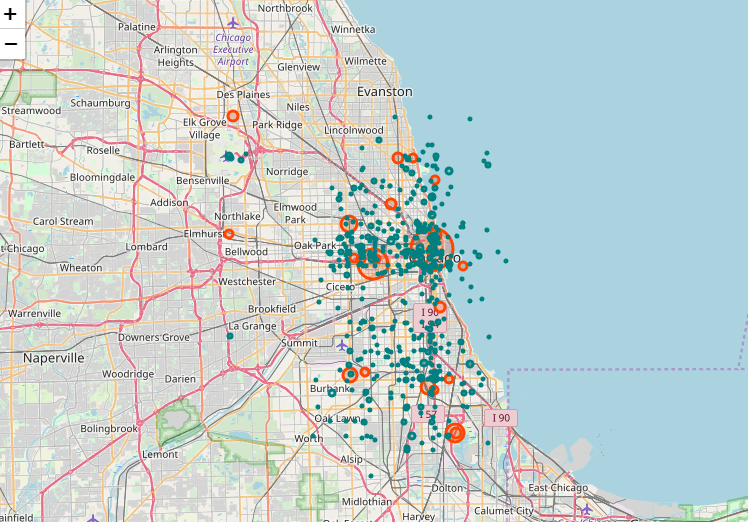 +
−
Northbrook
Palatine
Winnetka
Chicago
Executive
Airport
Arlington
Heights
Glenview
Wilmette
Des Plaines
Evanston
Streamwood
Schaumburg
Niles
Elk Grove
Village
Park Ridge
Lincolnwood
Bartlett
Roselle
Norridge
Bloomingdale
Bensenville
Addison
Elmwood
Park
Northlake
Carol Stream
Elmhurst
Oak Park
t Chicago
Lombard
Bellwood
Wheaton
Westchester
Cicero
Brookfield
I 90
Warrenville
La Grange
Downers Grove
Summit
Naperville
Woodridge
Darien
Burbank
I 57
I 90
Oak Lawn
Bolingbrook
Worth
Lemont
Alsip
Dolton
East Chicago
Midlothian
Calumet City
Harvey
ainfield